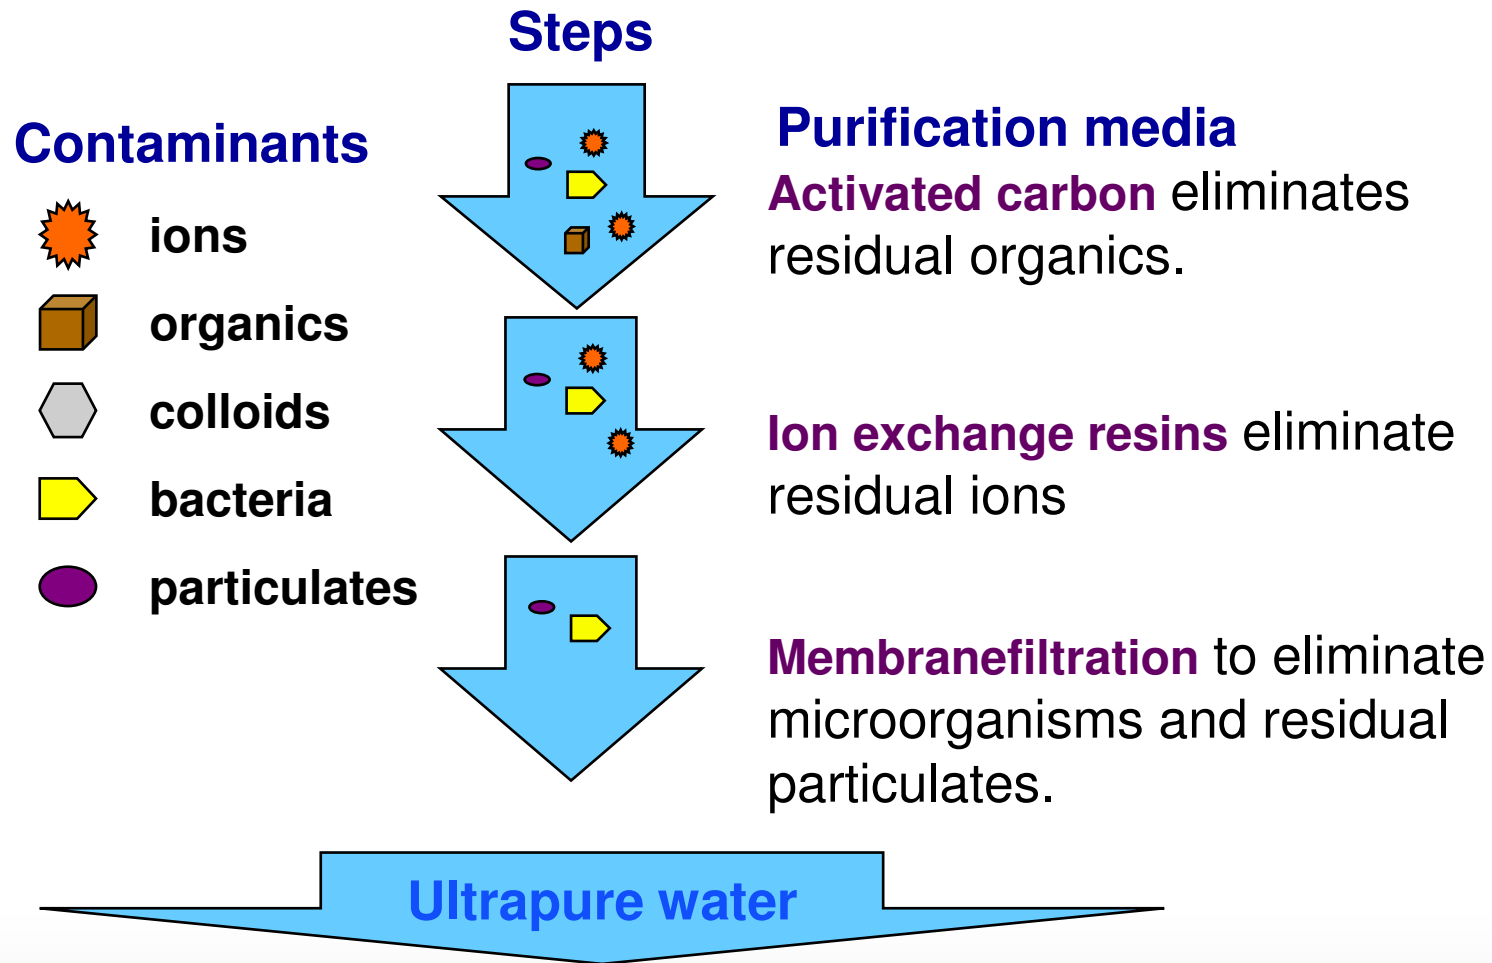 Steps
Contaminants
ions
organics
colloids
bacteria
particulates
Purification media
Activated carbon eliminates
residual organics.
Ion exchange resins eliminate
residual ions
Membranefiltration to eliminate
microorganisms and residual
particulates.
Ultrapure water